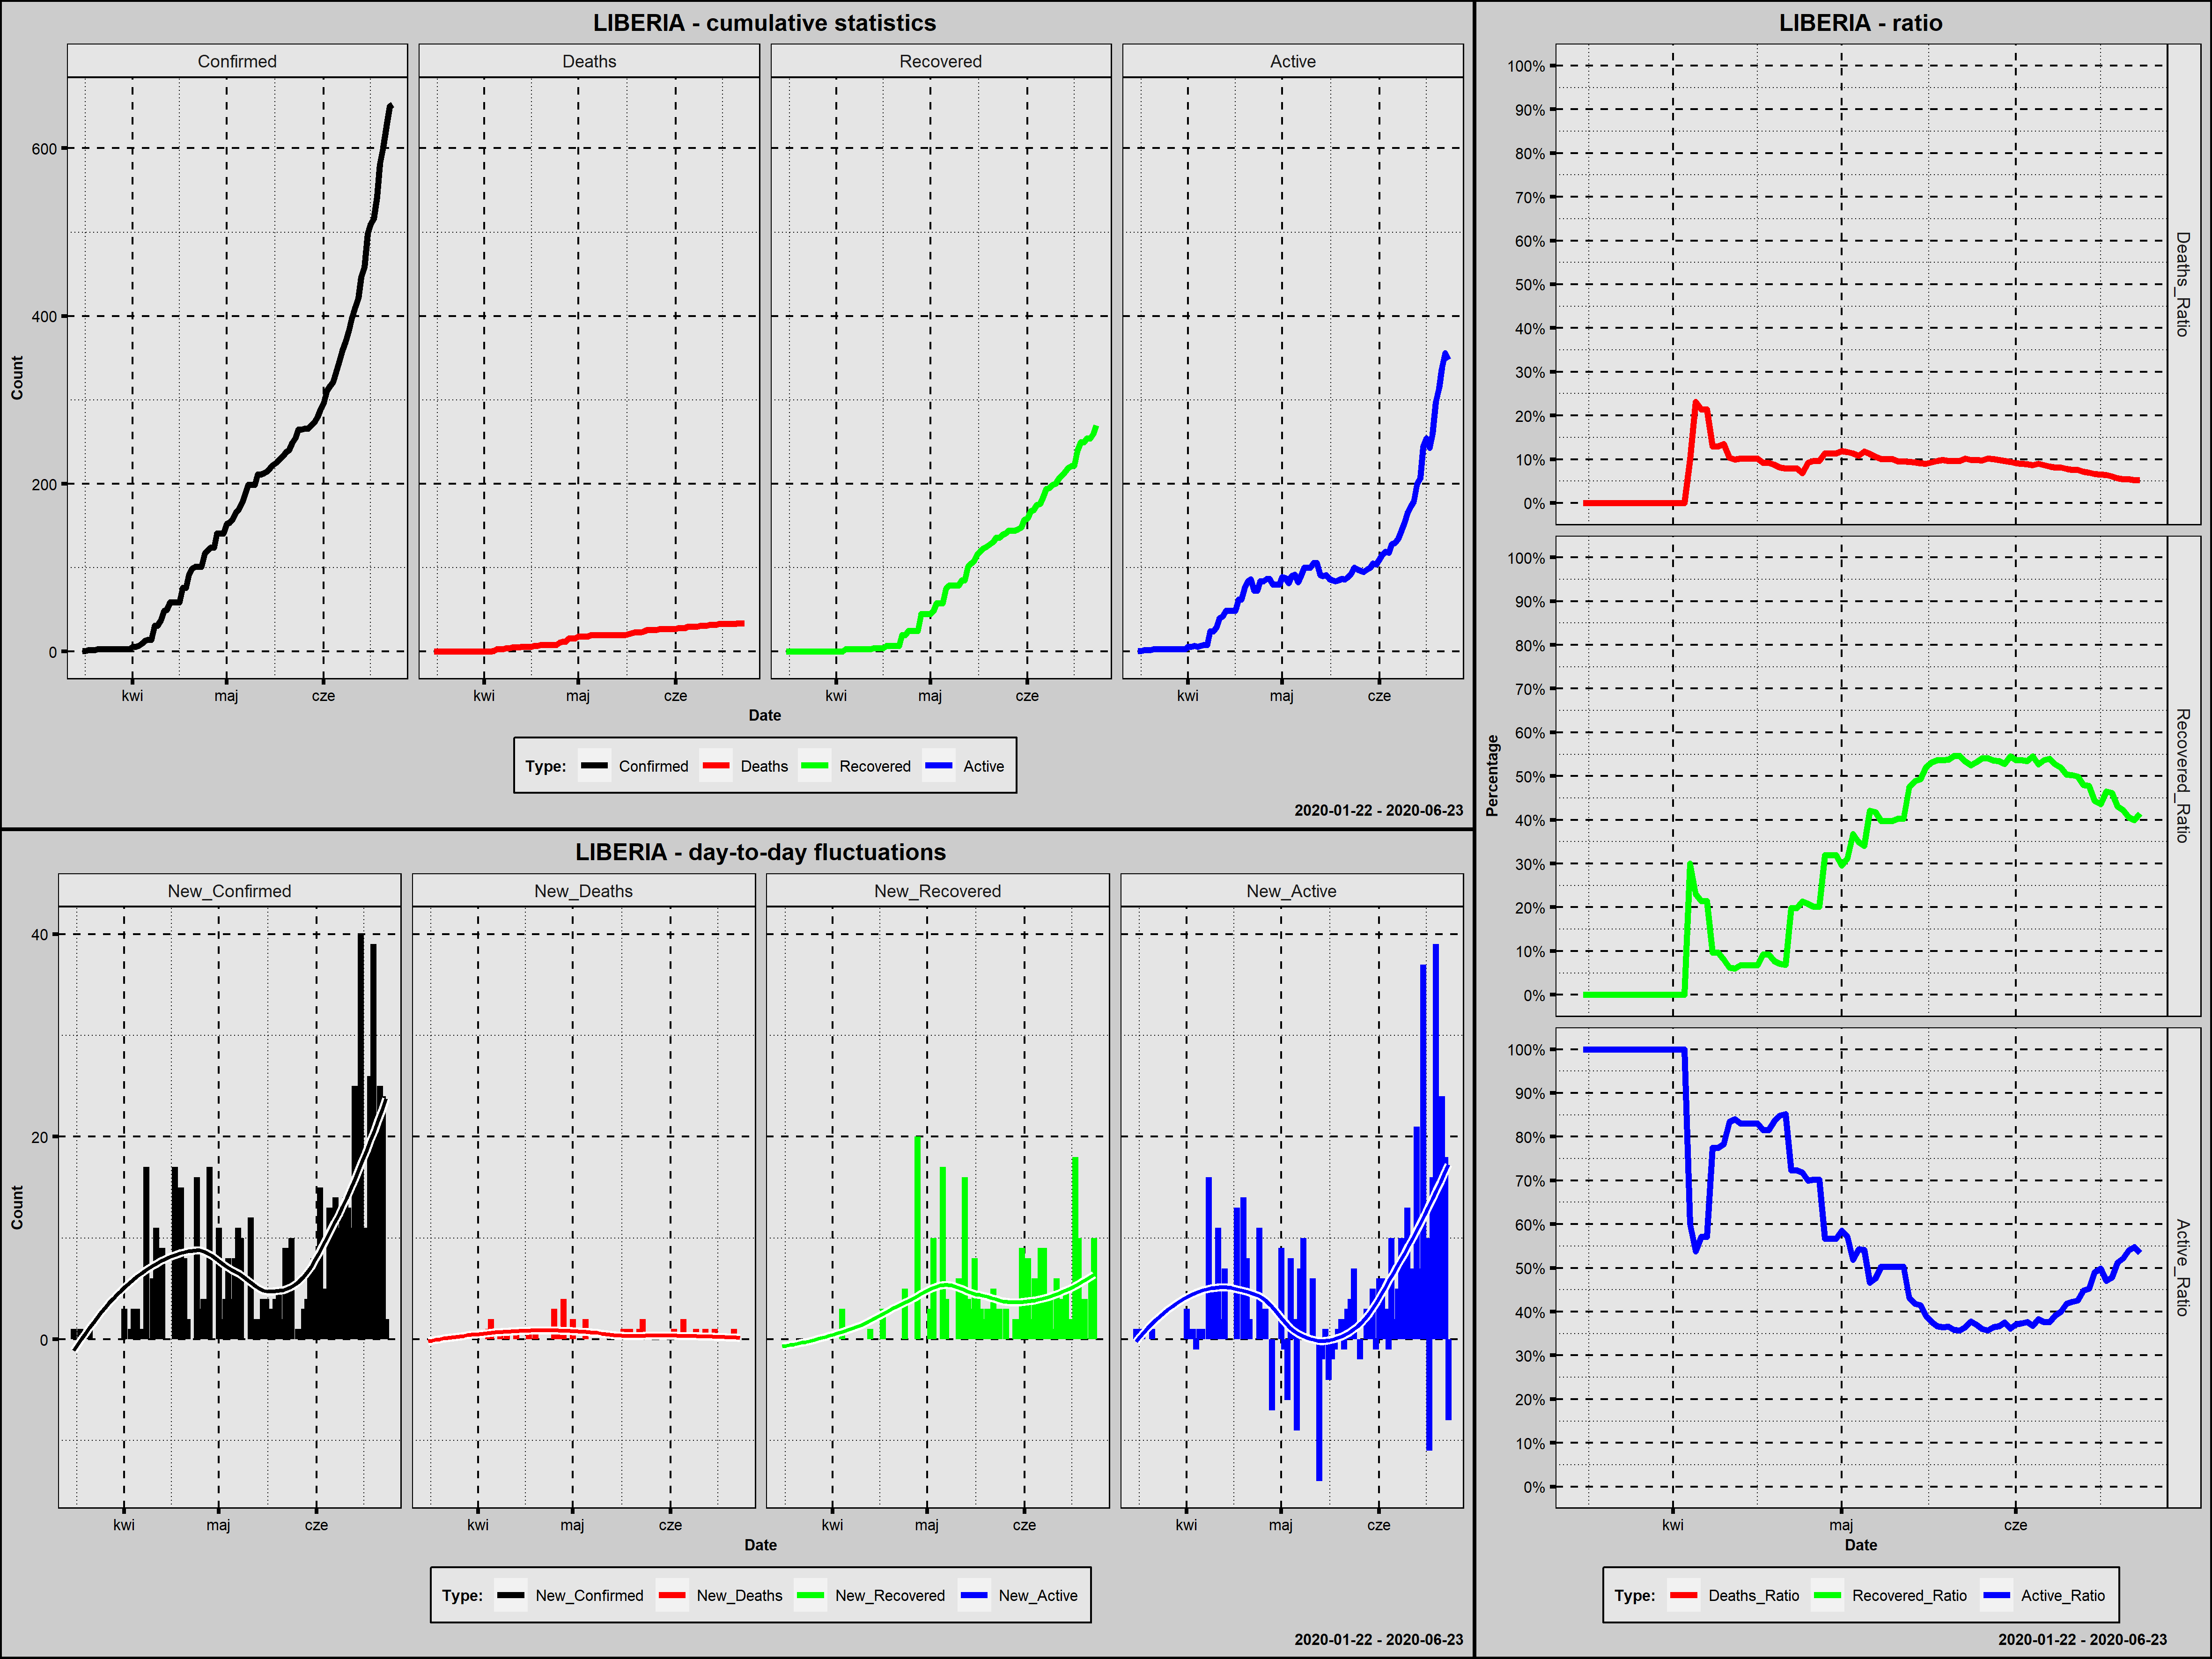 LIBERIA - cumulative statistics
Confirmed Deaths Recovered Active
600
400
200
0
Count
kwi maj cze kwi maj cze kwi maj cze kwi maj cze
Date
Type: Confirmed Deaths Recovered Active
2020-01-22 - 2020-06-23
LIBERIA - day-to-day fluctuations
New_Confirmed New_Deaths New_Recovered New_Active
40
20
0
Count
kwi maj cze kwi maj cze kwi maj cze kwi maj cze
Date
Type: New_Confirmed New_Deaths New_Recovered New_Active
2020-01-22 - 2020-06-23
LIBERIA - ratio
100%
90%
80%
70%
60%
50%
40%
30%
20%
10%
0%
Deaths_Ratio
100%
90%
80%
70%
60%
50%
40%
30%
20%
10%
0%
Recovered_Ratio
Percentage
100%
90%
80%
70%
60%
50%
40%
30%
20%
10%
0%
Active_Ratio
kwi maj cze
Date
Type: Deaths_Ratio Recovered_Ratio Active_Ratio
2020-01-22 - 2020-06-23